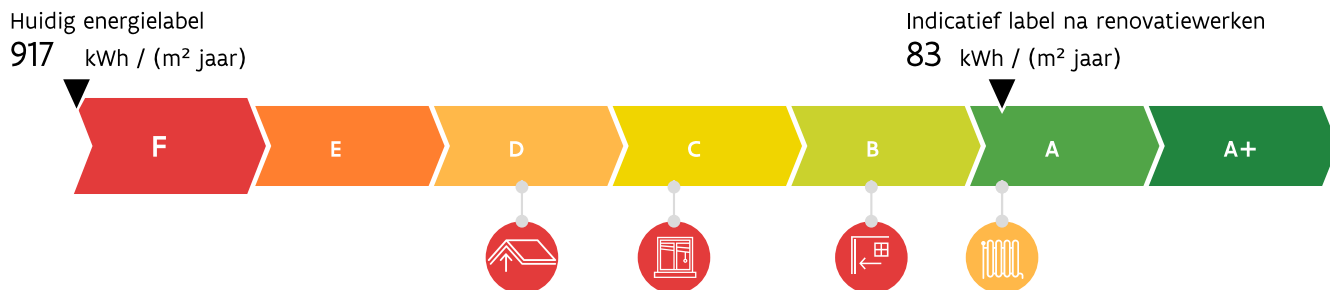 Huidig energielabel
917 kWh / (m² jaar)
Indicatief label na renovatiewerken
83 kWh / (m² jaar)
F E D C B A A+